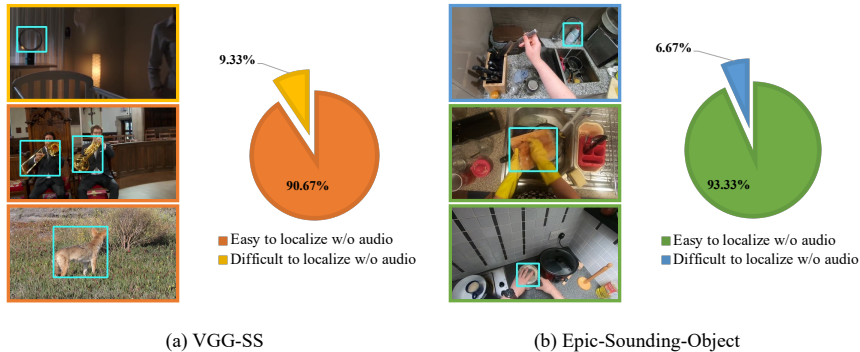 9.33%
90.67%
Easy to localize w/o audio
Difficult to localize w/o audio
(a) VGG-SS
6.67%
93.33%
Easy to localize w/o audio
Difficult to localize w/o audio
(b) Epic-Sounding-Object